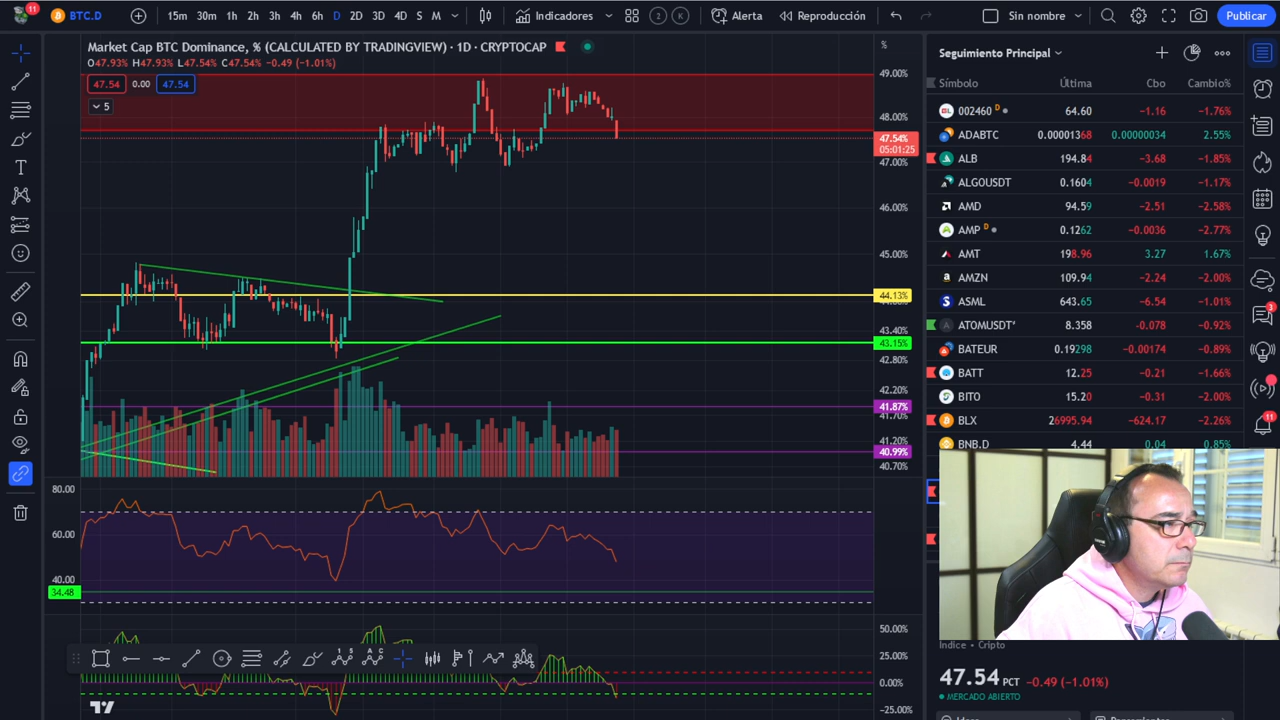 11
BTC.D
15m 30m 1h 2h 3h 4h 6h D 2D 3D 4D S M
Indicadores
2 K
Alerta
Reproducción
Sin nombre
Publicar
Market Cap BTC Dominance, % (CALCULATED BY TRADINGVIEW) · 1D · CRYPTOCAP
O47.93% H47.93% L47.54% C47.54% −0.49 (−1.01%)
47.54 0.00 47.54
5
%
49.00%
48.00%
47.54%
05:01:25
47.00%
46.00%
45.00%
44.13%
43.40%
43.15%
42.80%
42.20%
41.87%
41.70%
41.20%
40.99%
40.70%
80.00
60.00
40.00
34.48
50.00%
25.00%
0.00%
−25.00%
Seguimiento Principal
Símbolo Última Cbo Cambio%
002460 D 64.60 −1.16 −1.76%
ADABTC 0.00001368 0.00000034 2.55%
ALB 194.84 −3.68 −1.85%
ALGOUSDT 0.1604 −0.0019 −1.17%
AMD 94.59 −2.51 −2.58%
AMP D 0.1262 −0.0036 −2.77%
AMT 198.96 3.27 1.67%
AMZN 109.94 −2.24 −2.00%
ASML 643.65 −6.54 −1.01%
ATOMUSDT 8.358 −0.078 −0.92%
BATEUR 0.19298 −0.00174 −0.89%
BATT 12.25 −0.21 −1.66%
BITO 15.20 −0.31 −2.00%
BLX 26995.94 −624.17 −2.26%
BNB.D 4.44 0.04 0.85%
3
11
Índice • Cripto
47.54 PCT −0.49 (−1.01%)
MERCADO ABIERTO